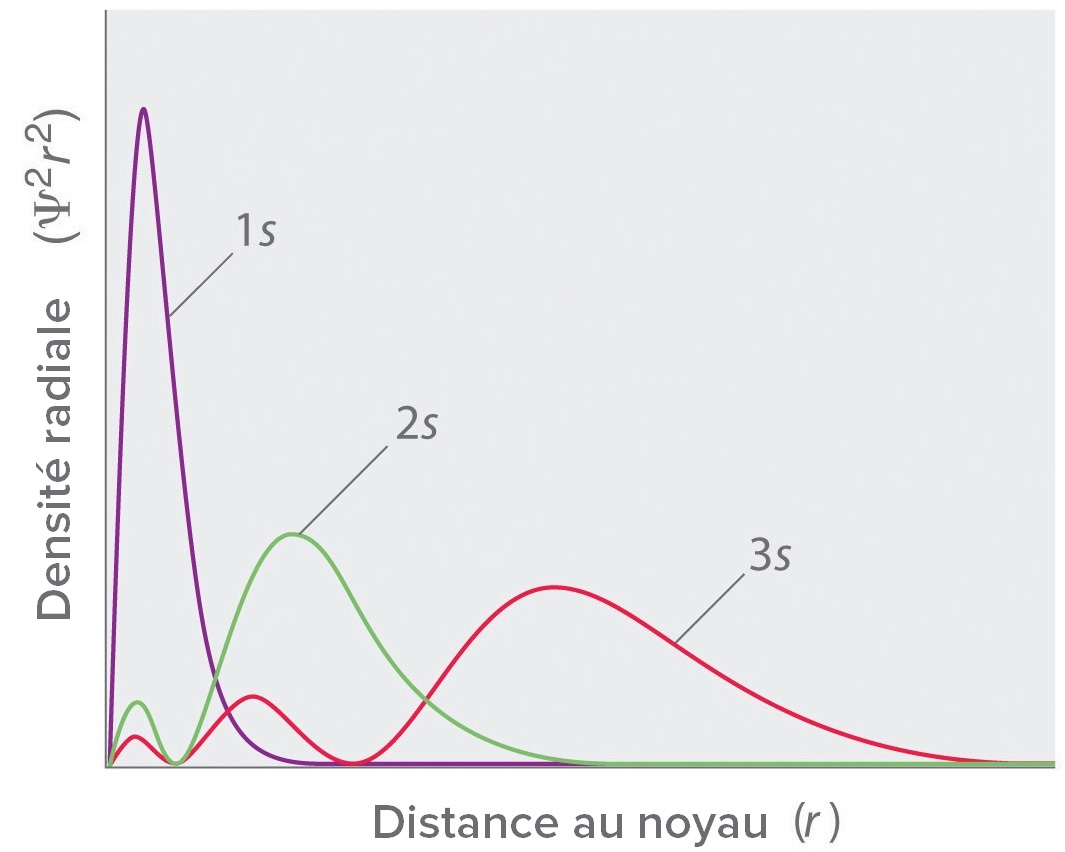 Densité radiale (Ψ²r²)
1s
2s
3s
Distance au noyau (r)